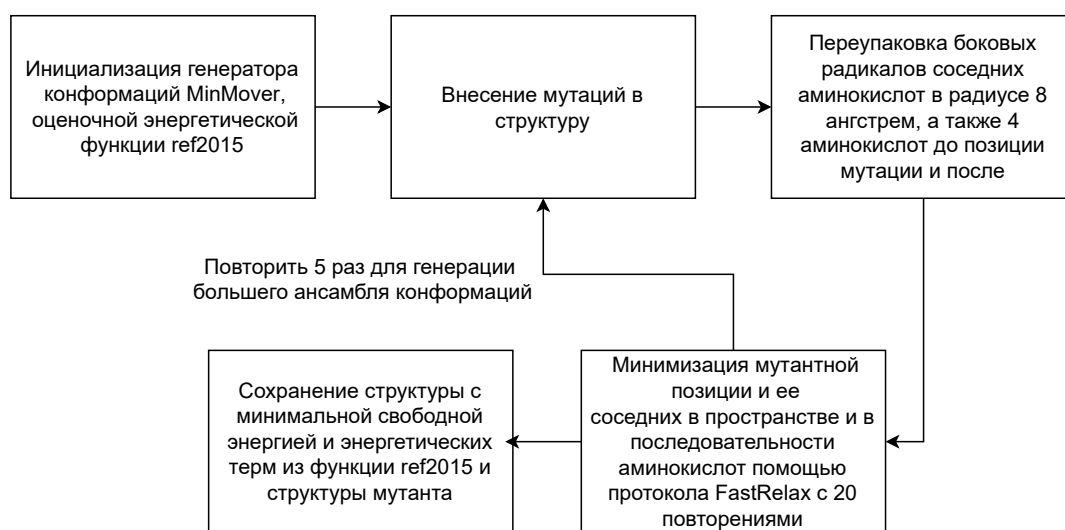 Инициализация генератора
конформаций MinMover,
оценочной энергетической
функции ref2015
Внесение мутаций в
структуру
Переупаковка боковых
радикалов соседних
аминокислот в радиусе 8
ангстрем, а также 4
аминокислот до позиции
мутации и после
Повторить 5 раз для генерации
большего ансамбля конформаций
Минимизация мутантной
позиции и ее
соседних в пространстве и в
последовательности
аминокислот помощью
протокола FastRelax с 20
повторениями
Сохранение структуры с
минимальной свободной
энергией и энергетических
терм из функции ref2015 и
структуры мутанта